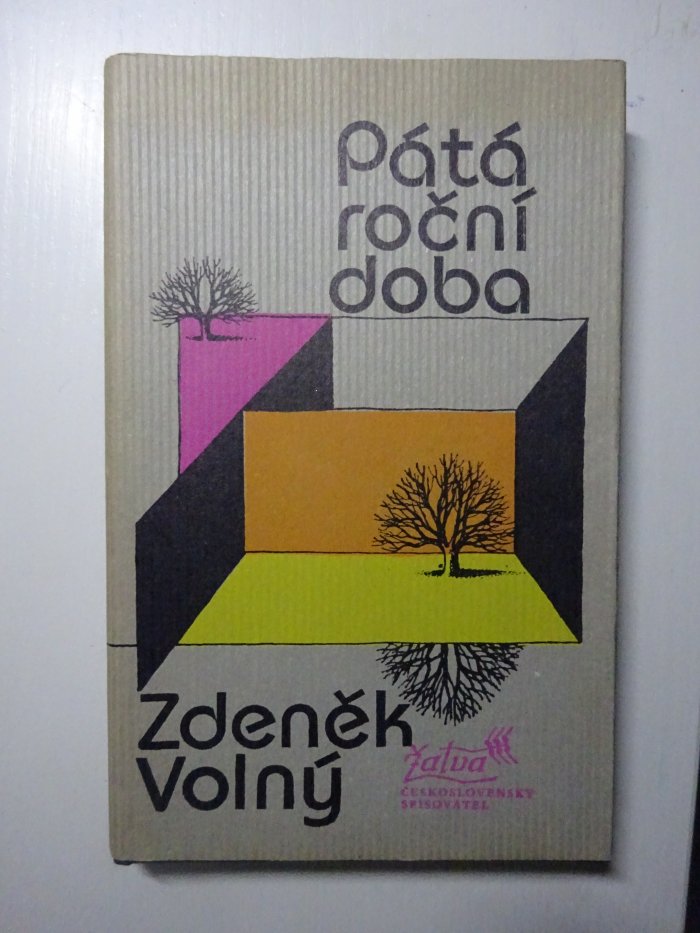 Pátá
roční
doba
Zdeněk
Volný
Žatva
ČESKOSLOVENSKÝ
SPISOVATEL